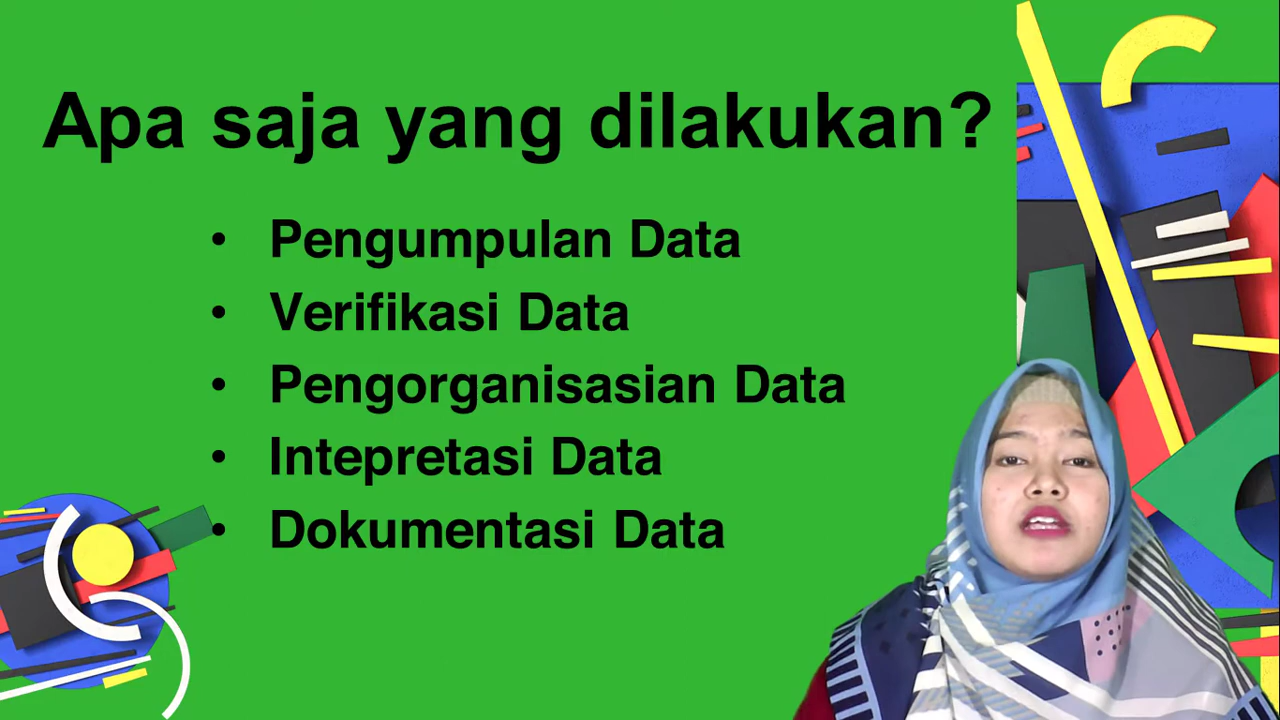 Apa saja yang dilakukan?
• Pengumpulan Data
• Verifikasi Data
• Pengorganisasian Data
• Intepretasi Data
• Dokumentasi Data